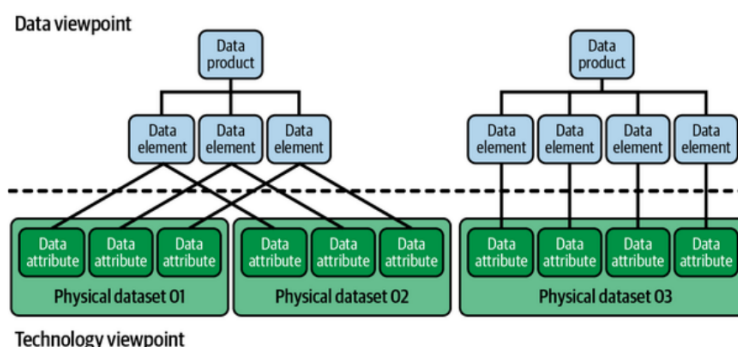 Data viewpoint
Data
product
Data
product
Data
element
Data
element
Data
element
Data
element
Data
element
Data
element
Data
element
Data
attribute
Data
attribute
Data
attribute
Data
attribute
Data
attribute
Data
attribute
Data
attribute
Data
attribute
Data
attribute
Data
attribute
Physical dataset 01
Physical dataset 02
Physical dataset 03
Technology viewpoint